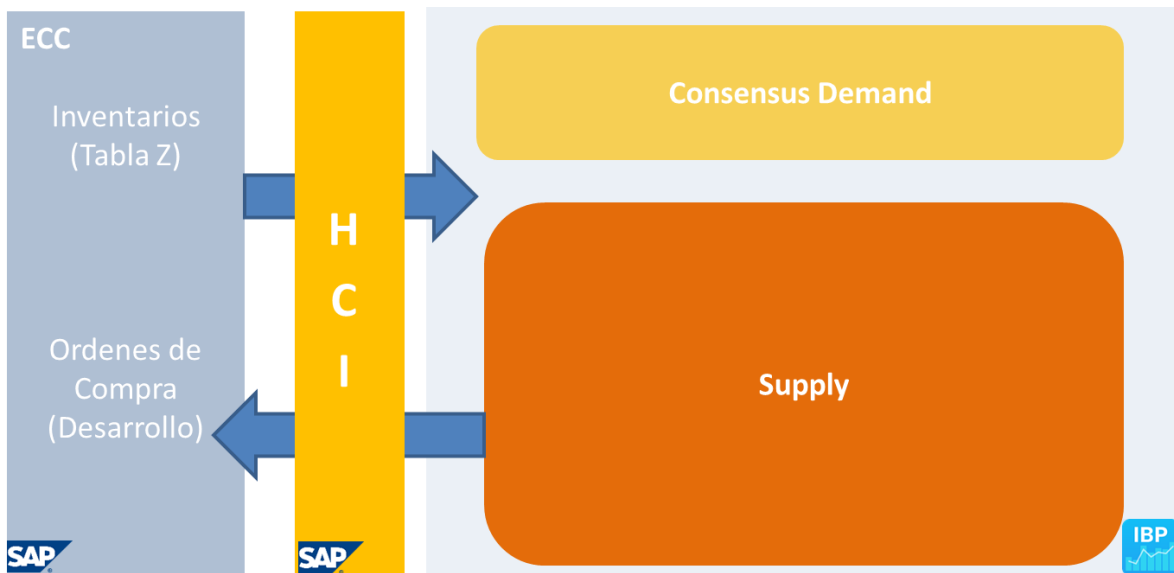 ECC
Inventarios
(Tabla Z)
Ordenes de
Compra
(Desarrollo)
SAP
H
C
I
SAP
Consensus Demand
Supply
IBP